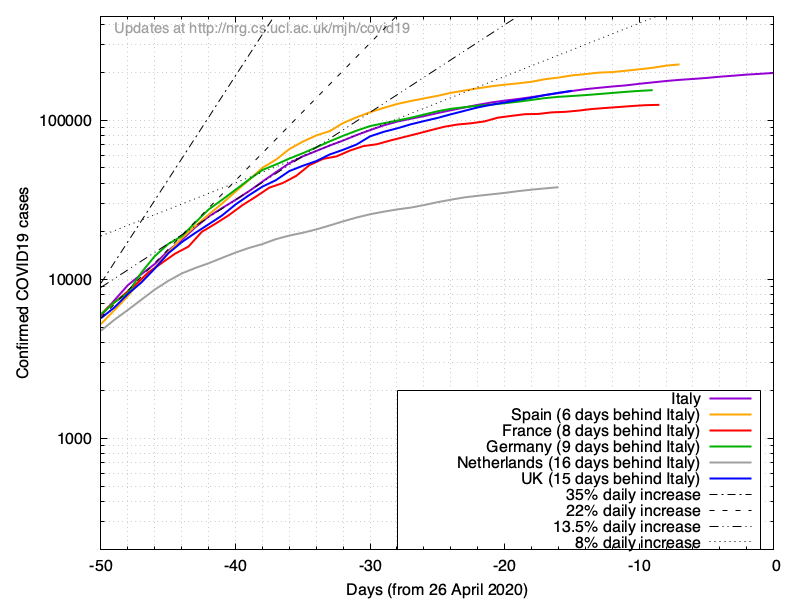 Updates at http://nrg.cs.ucl.ac.uk/mjh/covid19
100000
10000
1000
Confirmed COVID19 cases
Italy
Spain (6 days behind Italy)
France (8 days behind Italy)
Germany (9 days behind Italy)
Netherlands (16 days behind Italy)
UK (15 days behind Italy)
35% daily increase
22% daily increase
13.5% daily increase
8% daily increase
-50 -40 -30 -20 -10 0
Days (from 26 April 2020)